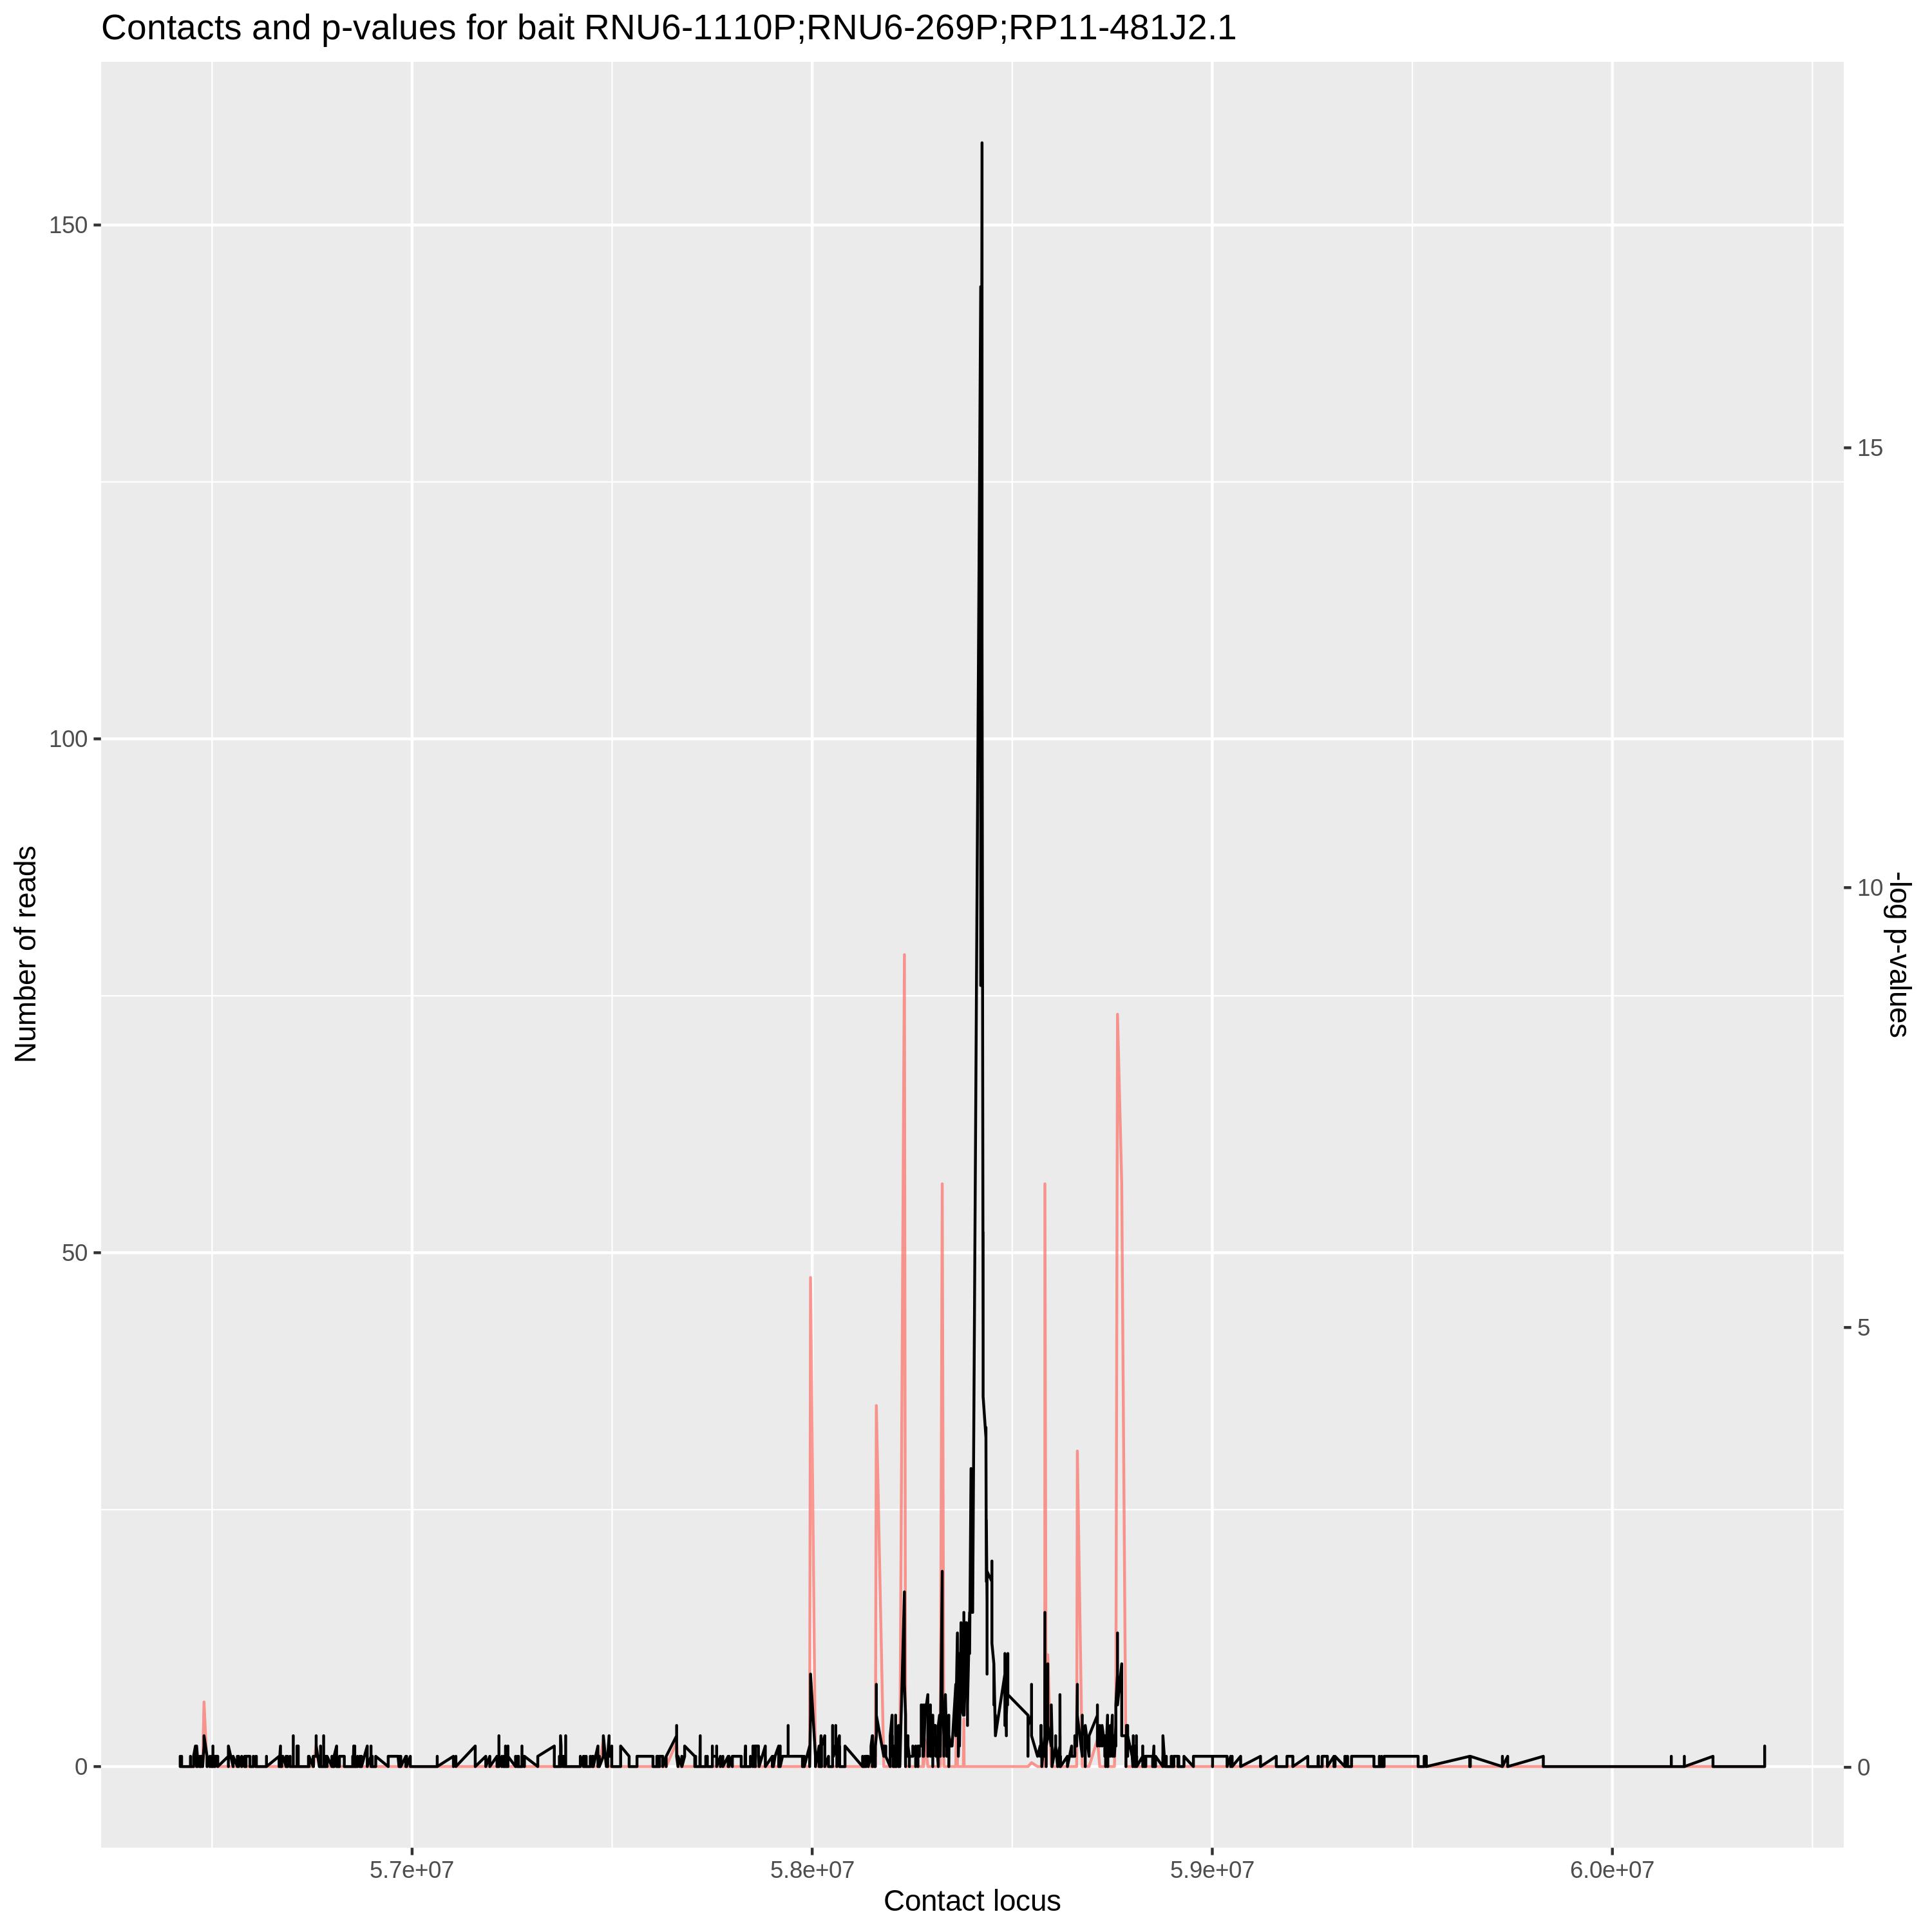 Contacts and p-values for bait RNU6-1110P;RNU6-269P;RP11-481J2.1
150
100
50
0
Number of reads
15
10
5
0
-log p-values
5.7e+07
5.8e+07
5.9e+07
6.0e+07
Contact locus